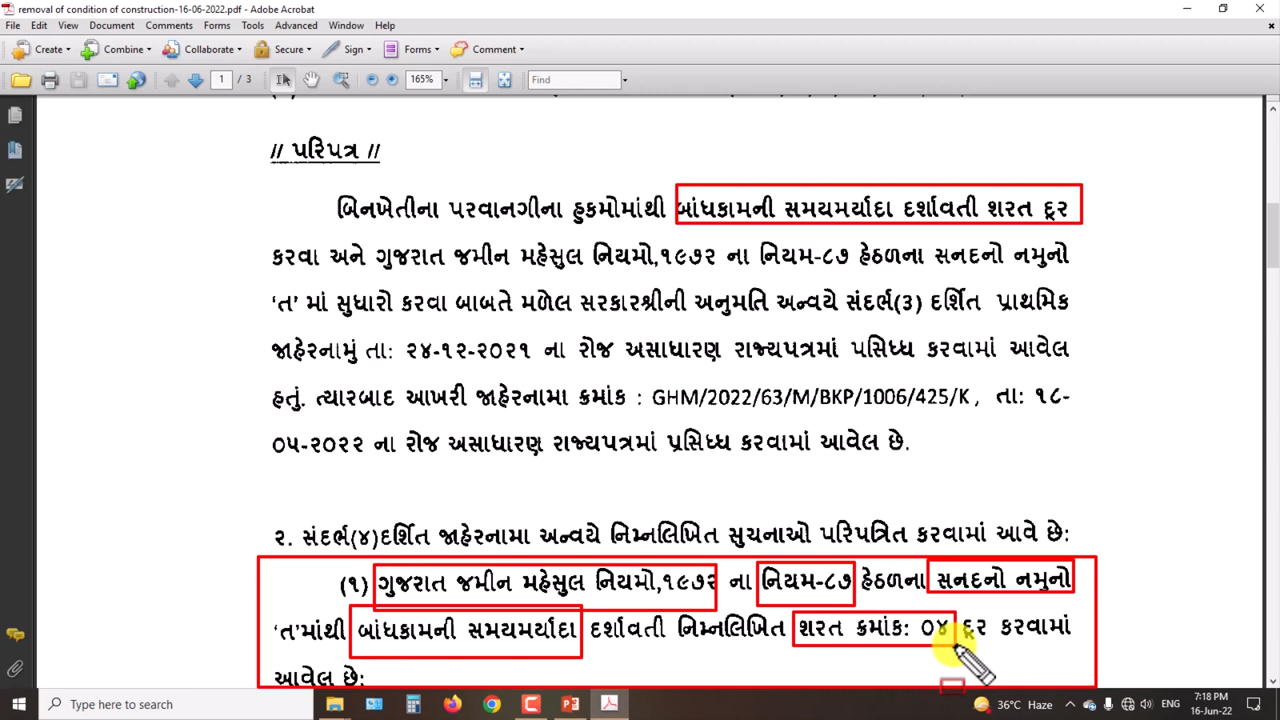 removal of condition of construction-16-06-2022.pdf - Adobe Acrobat
File Edit View Document Comments Forms Tools Advanced Window Help
Create Combine Collaborate Secure Sign Forms Comment
1 / 3 165% Find
// પરિપત્ર //
બિનખેતીના પરવાનગીના હુકમોમાંથી બાંધકામની સમયમર્યાદા દર્શાવતી શરત દૂર
કરવા અને ગુજરાત જમીન મહેસુલ નિયમો,૧૯૭૨ ના નિયમ-૮૭ હેઠળના સનદનો નમુનો
‘ત’ માં સુધારો કરવા બાબતે મળેલ સરકારશ્રીની અનુમતિ અન્વયે સંદર્ભ(૩) દર્શિત પ્રાથમિક
જાહેરનામું તા: ૨૪-૧૨-૨૦૨૧ ના રોજ અસાધારણ રાજ્યપત્રમાં પસિધ્ધ કરવામાં આવેલ
હતું. ત્યારબાદ આખરી જાહેરનામા ક્રમાંક : GHM/2022/63/M/BKP/1006/425/K, તા: ૧૮-
૦૫-૨૦૨૨ ના રોજ અસાધારણ રાજ્યપત્રમાં પ્રસિધ્ધ કરવામાં આવેલ છે.
૨. સંદર્ભ(૪)દર્શિત જાહેરનામા અન્વયે નિમ્નલિખિત સુચનાઓ પરિપત્રિત કરવામાં આવે છે:
(૧) ગુજરાત જમીન મહેસુલ નિયમો,૧૯૭૨ ના નિયમ-૮૭ હેઠળના સનદનો નમુનો
‘ત’માંથી બાંધકામની સમયમર્યાદા દર્શાવતી નિમ્નલિખિત શરત ક્રમાંક: ૦૪ દૂર કરવામાં
આવેલ છે:
Type here to search
36°C Haze
7:18 PM
16-Jun-22